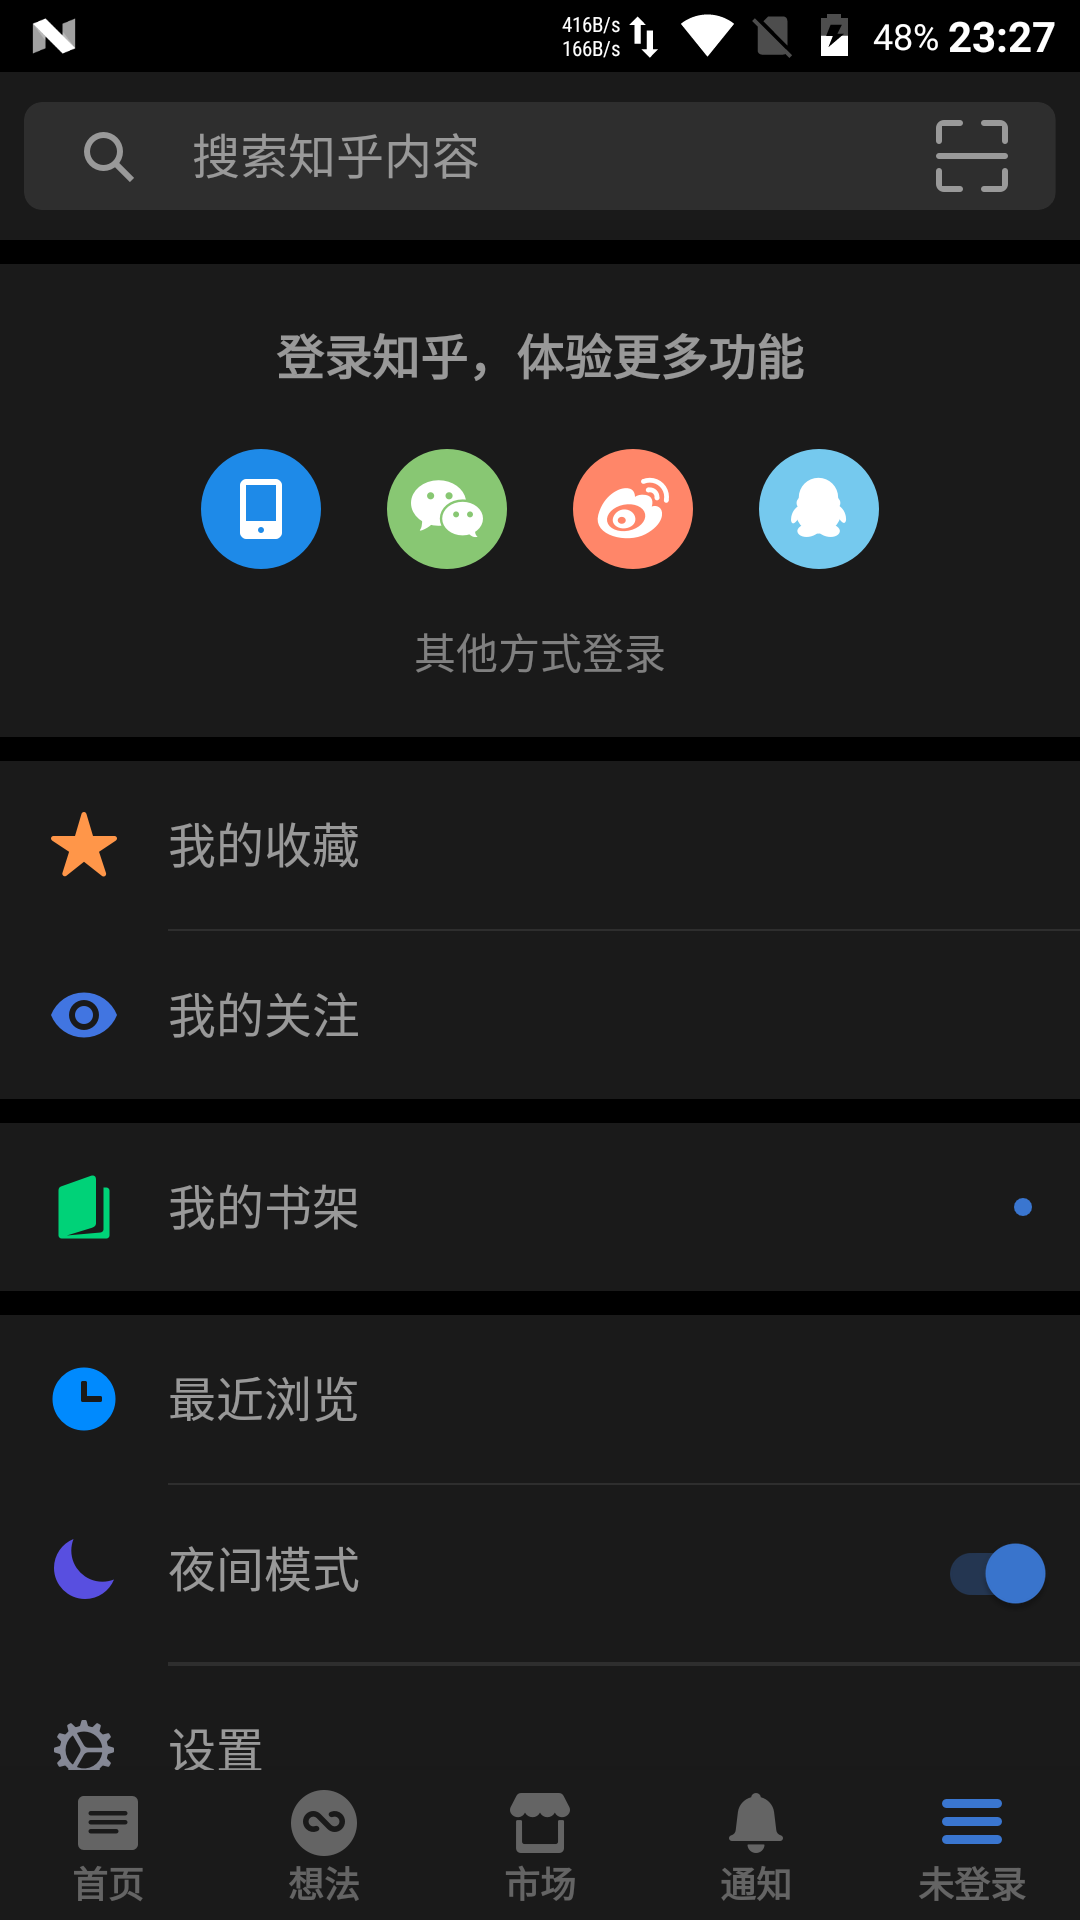 416B/s
166B/s
48% 23:27
搜索知乎内容
登录知乎，体验更多功能
其他方式登录
我的收藏
我的关注
我的书架
最近浏览
夜间模式
设置
首页 想法 市场 通知 未登录